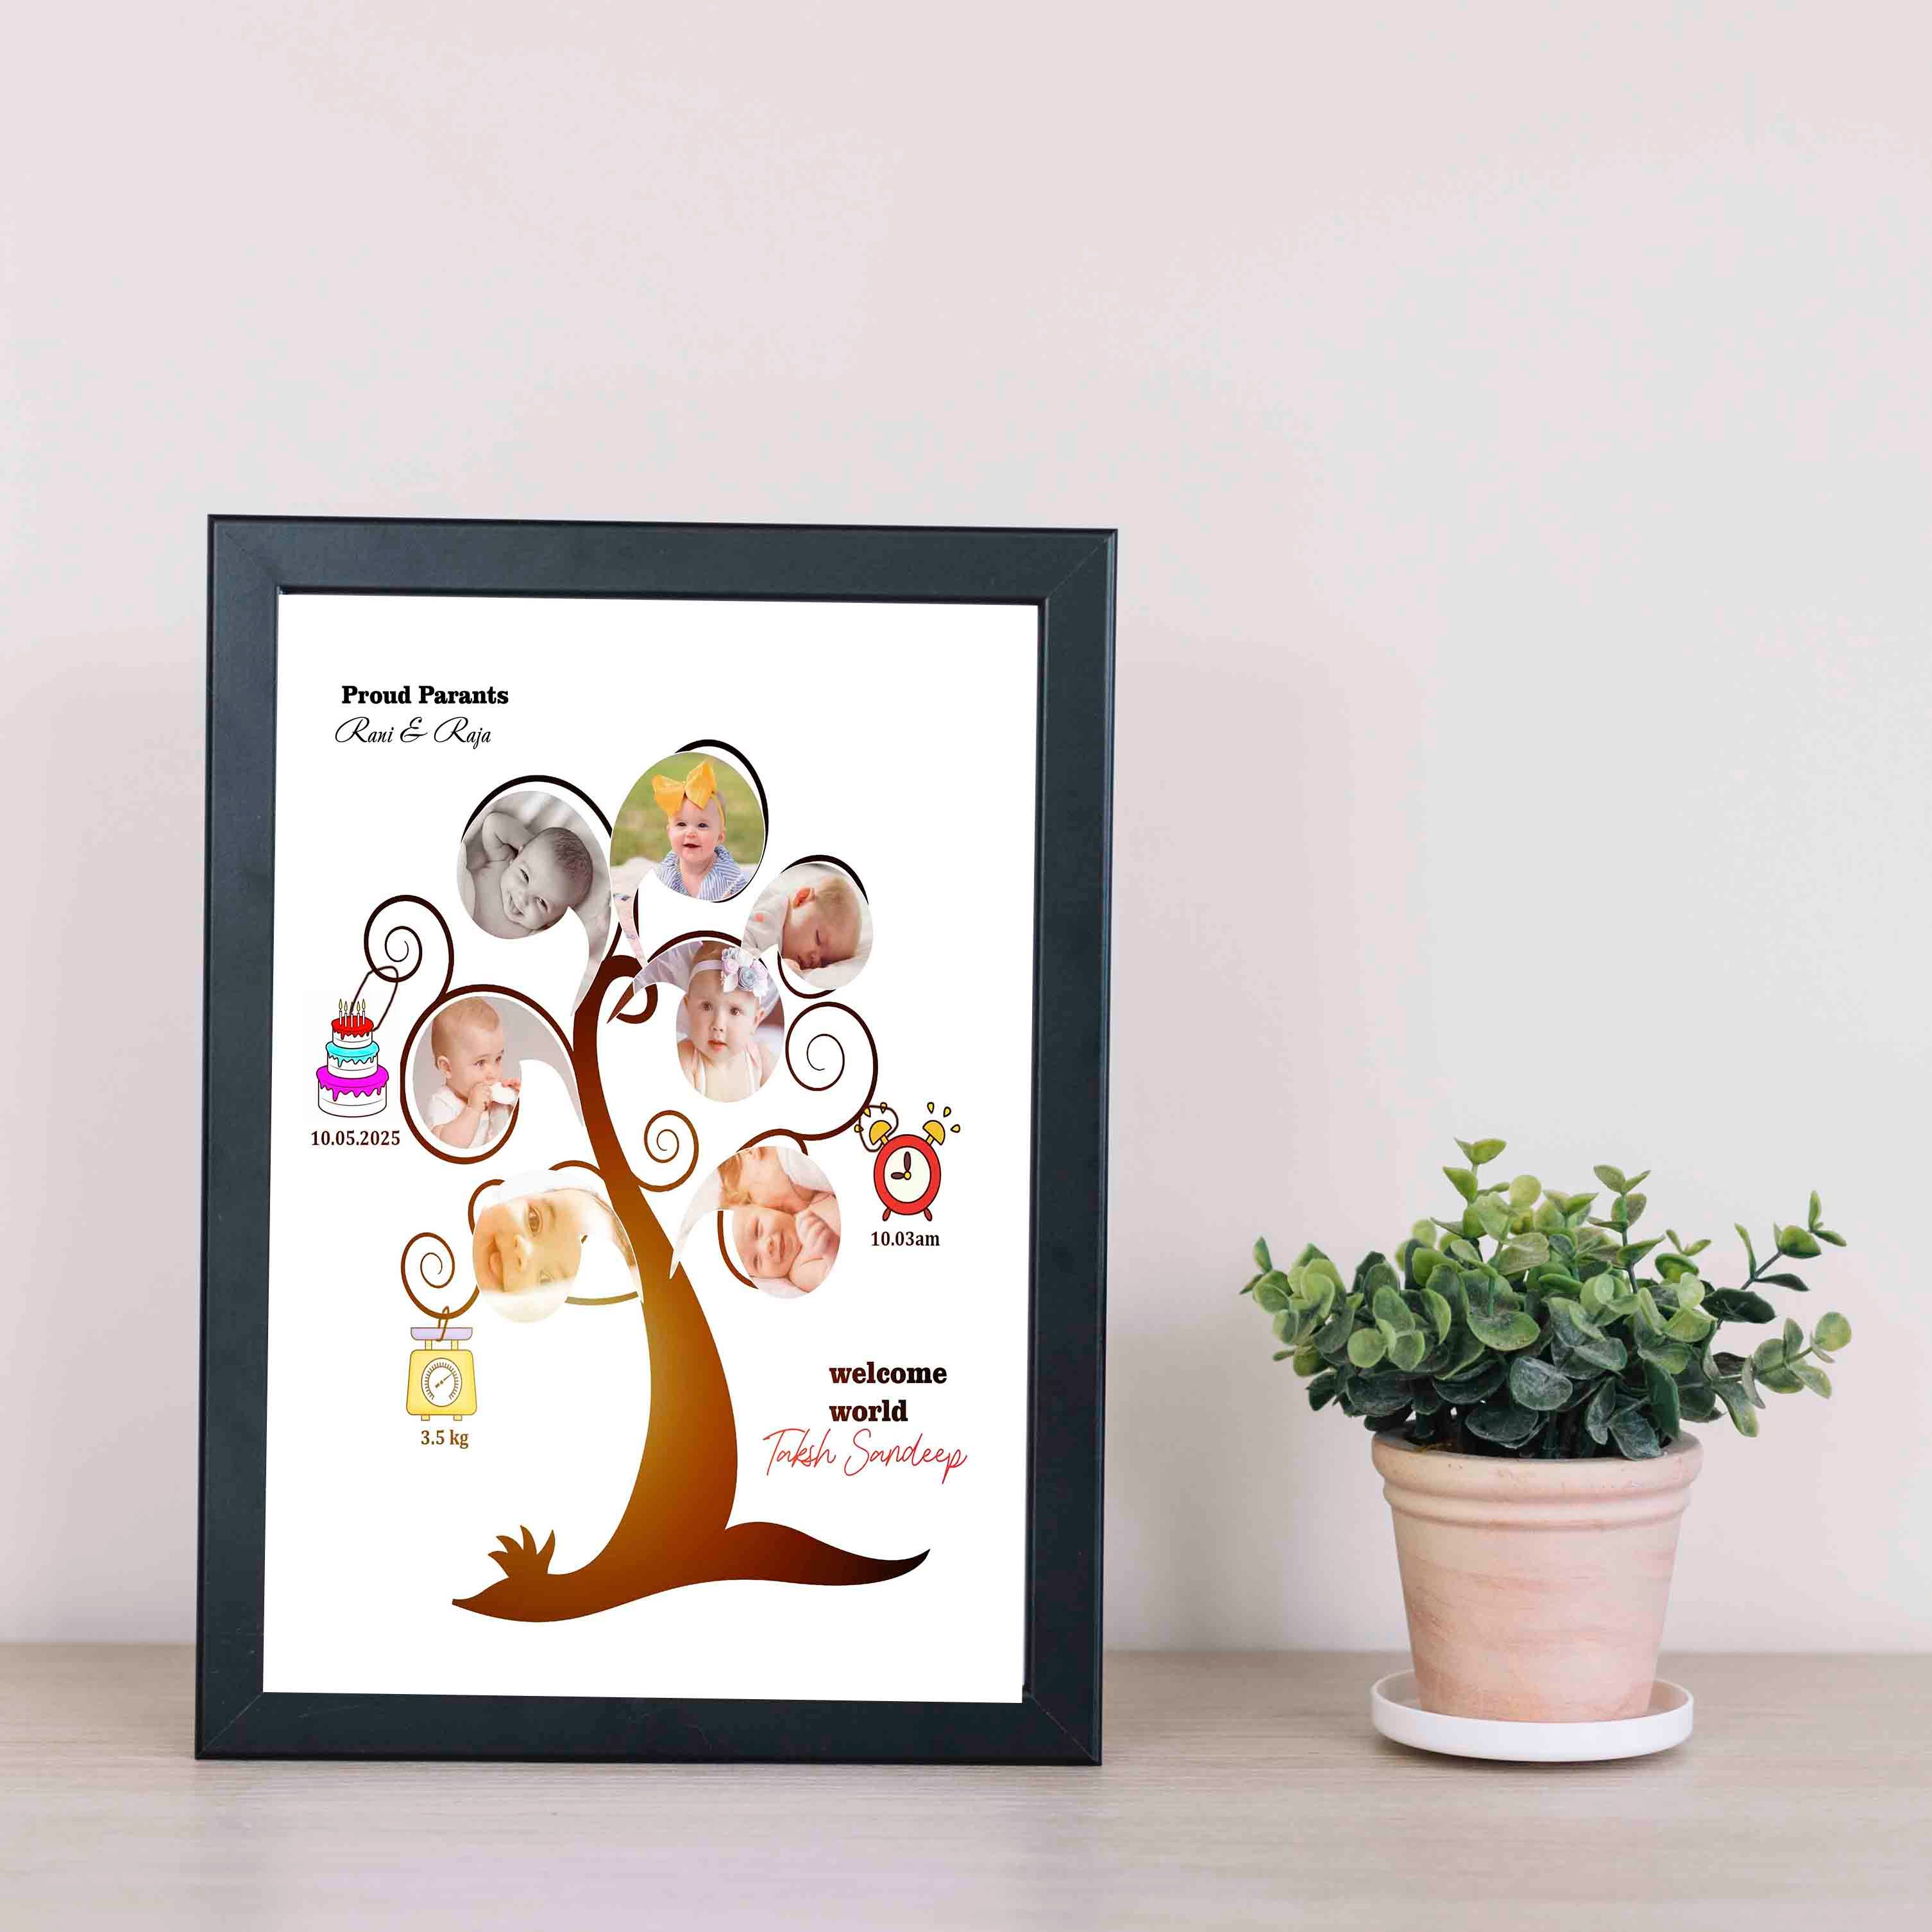 Proud Parants
Rani & Raja
10.05.2025
10.03am
3.5 kg
welcome
world
Taksh Sandeep